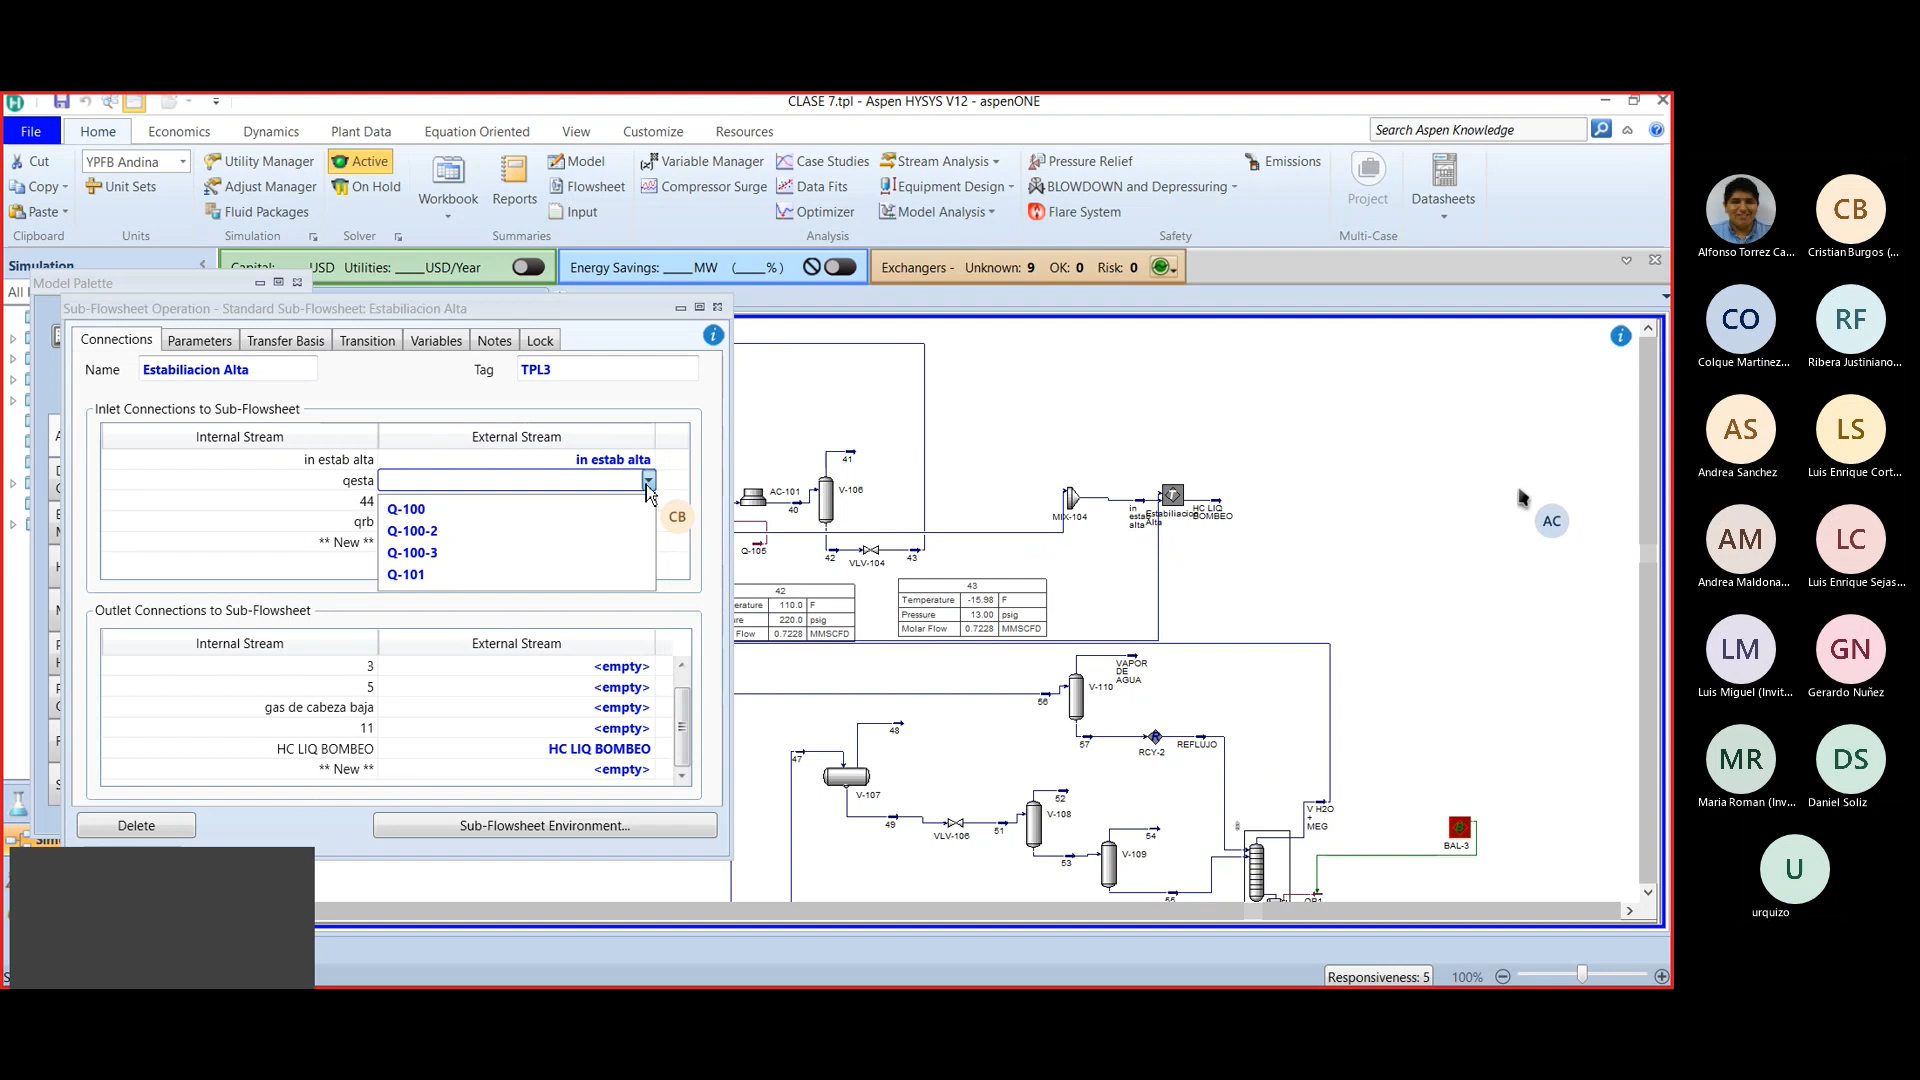 CLASE 7.tpl - Aspen HYSYS V12 - aspenONE
File
Home
Economics
Dynamics
Plant Data
Equation Oriented
View
Customize
Resources
Search Aspen Knowledge
Cut
Copy
Paste
Clipboard
YPFB Andina
Unit Sets
Units
Utility Manager
Adjust Manager
Fluid Packages
Simulation
Active
On Hold
Solver
Workbook
Reports
Model
Flowsheet
Input
Summaries
Variable Manager
Compressor Surge
Case Studies
Data Fits
Optimizer
Stream Analysis
Equipment Design
Model Analysis
Analysis
Pressure Relief
BLOWDOWN and Depressuring
Flare System
Emissions
Safety
Project
Multi-Case
Datasheets
Simulation
Capital: USD Utilities: ____USD/Year
Energy Savings: ____MW (____%)
Exchangers - Unknown: 9 OK: 0 Risk: 0
All
Model Palette
Sub-Flowsheet Operation - Standard Sub-Flowsheet: Estabiliacion Alta
Connections
Parameters
Transfer Basis
Transition
Variables
Notes
Lock
Name
Estabiliacion Alta
Tag
TPL3
Inlet Connections to Sub-Flowsheet
Internal Stream
External Stream
in estab alta
in estab alta
qesta
44
qrb
** New **
Q-100
Q-100-2
Q-100-3
Q-101
Outlet Connections to Sub-Flowsheet
Internal Stream
External Stream
3
<empty>
5
<empty>
gas de cabeza baja
<empty>
11
<empty>
HC LIQ BOMBEO
HC LIQ BOMBEO
** New **
<empty>
Delete
Sub-Flowsheet Environment...
41
AC-101
V-106
40
Q-105
42
VLV-104
43
MIX-104
in
estab
alta
Estabiliacion
Alta
HC LIQ
BOMBEO
42
erature 110.0 F
re 220.0 psig
Flow 0.7228 MMSCFD
43
Temperature -15.98 F
Pressure 13.00 psig
Molar Flow 0.7228 MMSCFD
VAPOR
DE
AGUA
V-110
56
57
RCY-2
REFLUJO
48
47
V-107
49
VLV-106
51
52
V-108
53
54
V-109
55
V H2O
+
MEG
BAL-3
Responsiveness: 5
100%
CB
AC
Alfonso Torrez Ca...
CB
Cristian Burgos (...
CO
Colque Martinez...
RF
Ribera Justiniano...
AS
Andrea Sanchez
LS
Luis Enrique Cort...
AM
Andrea Maldona...
LC
Luis Enrique Sejas...
LM
Luis Miguel (Invit...
GN
Gerardo Nuñez
MR
Maria Roman (Inv...
DS
Daniel Soliz
U
urquizo